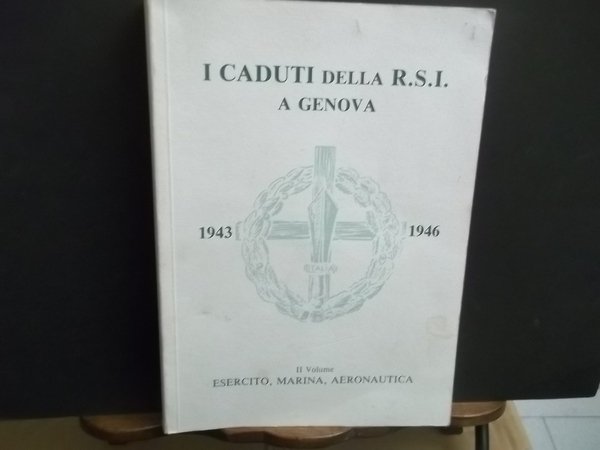 I CADUTI DELLA R.S.I.
A GENOVA
1943
1946
ITALIA
II Volume
ESERCITO, MARINA, AERONAUTICA